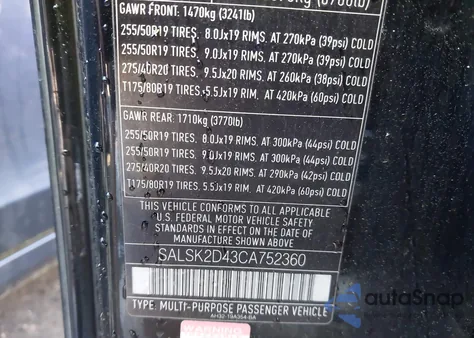 GAWR FRONT: 1470kg (3241lb)
255/50R19 TIRES, 8.0Jx19 RIMS, AT 270kPa (39psi) COLD
255/50R19 TIRES, 9.0Jx19 RIMS, AT 270kPa (39psi) COLD
275/40R20 TIRES, 9.5Jx20 RIMS, AT 260kPa (38psi) COLD
T175/80R19 TIRES, 5.5Jx19 RIM, AT 420kPa (60psi) COLD
GAWR REAR: 1710kg (3770lb)
255/50R19 TIRES, 8.0Jx19 RIMS, AT 300kPa (44psi) COLD
255/50R19 TIRES, 9.0Jx19 RIMS, AT 300kPa (44psi) COLD
275/40R20 TIRES, 9.5Jx20 RIMS, AT 290kPa (42psi) COLD
T175/80R19 TIRES, 5.5Jx19 RIM, AT 420kPa (60psi) COLD
THIS VEHICLE CONFORMS TO ALL APPLICABLE
U.S. FEDERAL MOTOR VEHICLE SAFETY
STANDARDS IN EFFECT ON THE DATE OF
MANUFACTURE SHOWN ABOVE
SALSK2D43CA752360
TYPE: MULTI-PURPOSE PASSENGER VEHICLE
WARNING
autoSnap